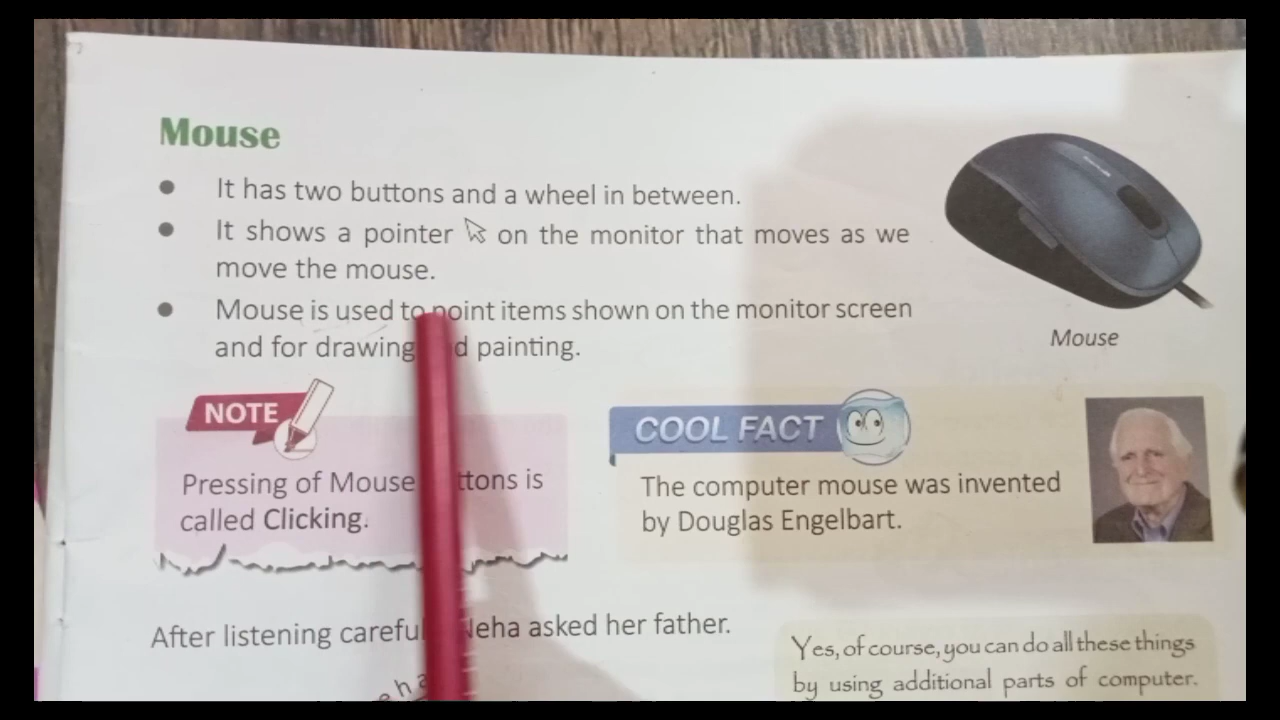 Mouse
● It has two buttons and a wheel in between.
● It shows a pointer on the monitor that moves as we
move the mouse.
● Mouse is used to point items shown on the monitor screen
and for drawing painting.
Mouse
NOTE
Pressing of Mouse is
called Clicking.
COOL FACT
The computer mouse was invented
by Douglas Engelbart.
After listening Neha asked her father.
Yes, of course, you can do all these things
by using additional parts of computer.